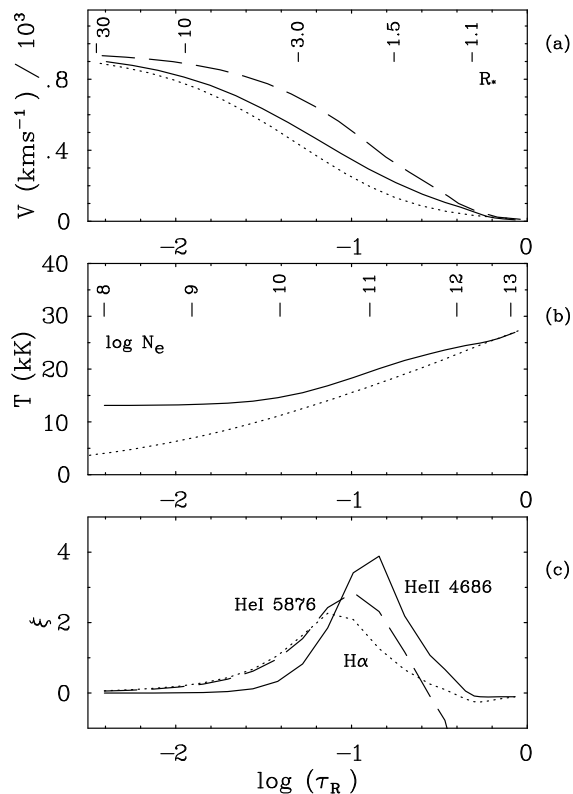 −30
−10
−3.0
−1.5
−1.1
R*
(a)
V (kms⁻¹) / 10³
.8
.4
0
−2
−1
0
40
30
20
10
0
T (kK)
8
9
10
11
12
13
log Nₑ
(b)
−2
−1
0
4
2
0
ξ
HeI 5876
HeII 4686
Hα
(c)
−2
−1
0
log (τR)